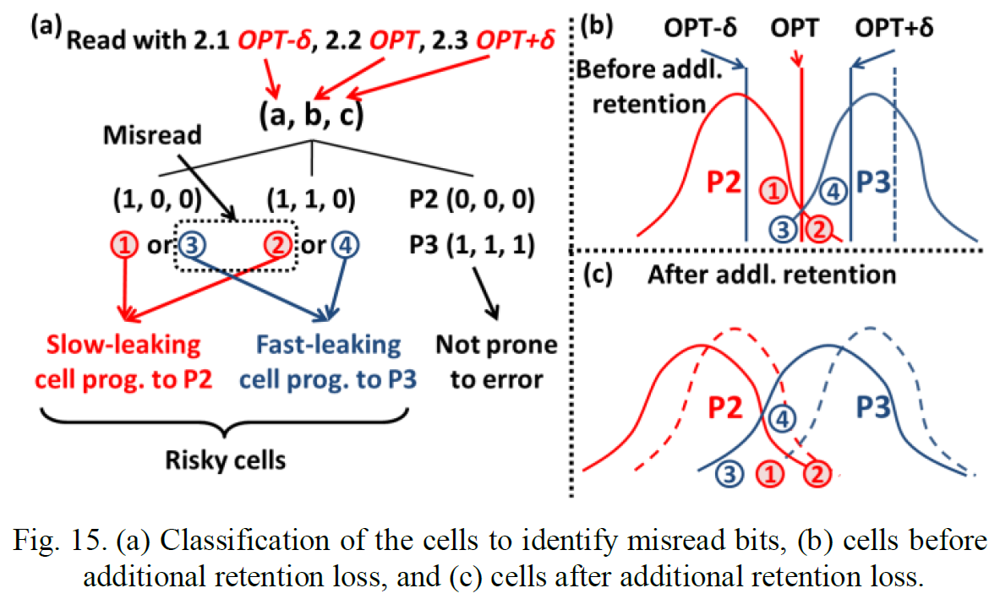 (a) Read with 2.1 OPT-δ, 2.2 OPT, 2.3 OPT+δ
(a, b, c)
Misread
(1, 0, 0) (1, 1, 0) P2 (0, 0, 0)
① or ③ ② or ④ P3 (1, 1, 1)
Slow-leaking Fast-leaking Not prone
cell prog. to P2 cell prog. to P3 to error
Risky cells
(b) OPT-δ OPT OPT+δ
Before addl.
retention
P2 ① ④ P3
③ ②
(c) After addl. retention
P2 ④ P3
③ ① ②
Fig. 15. (a) Classification of the cells to identify misread bits, (b) cells before
additional retention loss, and (c) cells after additional retention loss.